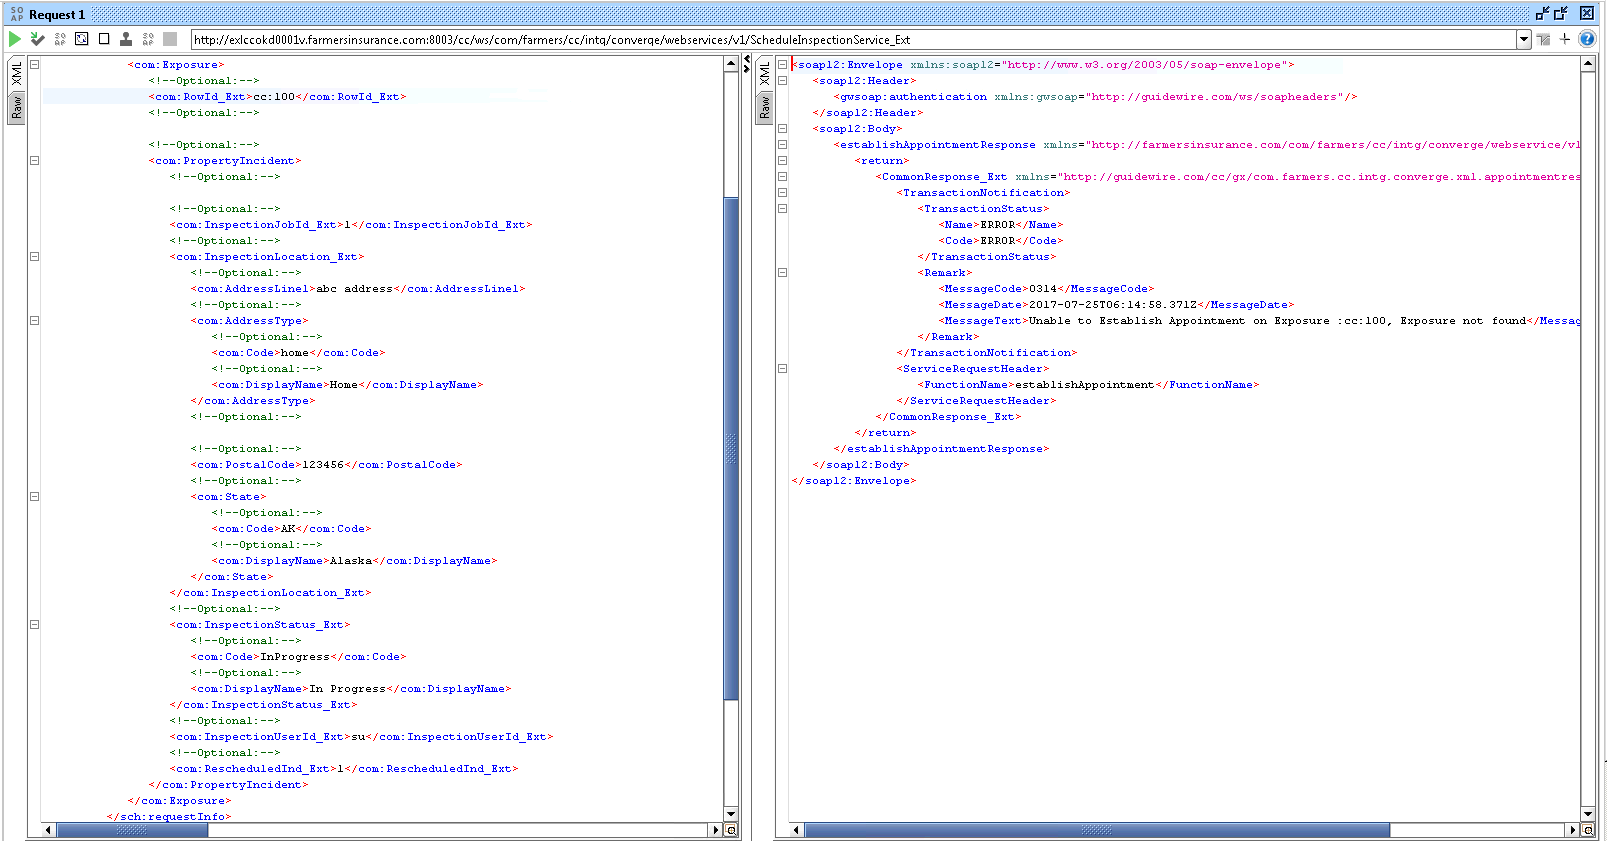 SO
AP
Request 1
SO
AP
SO
AP
http://exlccokd0001v.farmersinsurance.com:8003/cc/ws/com/farmers/cc/intq/converge/webservices/v1/ScheduleInspectionService_Ext
XML
Raw
<com:Exposure>
<!--Optional:-->
<com:RowId_Ext>cc:100</com:RowId_Ext>
<!--Optional:-->
<!--Optional:-->
<com:PropertyIncident>
<!--Optional:-->
<!--Optional:-->
<com:InspectionJobId_Ext>1</com:InspectionJobId_Ext>
<!--Optional:-->
<com:InspectionLocation_Ext>
<!--Optional:-->
<com:AddressLine1>abc address</com:AddressLine1>
<!--Optional:-->
<com:AddressType>
<!--Optional:-->
<com:Code>home</com:Code>
<!--Optional:-->
<com:DisplayName>Home</com:DisplayName>
</com:AddressType>
<!--Optional:-->
<!--Optional:-->
<com:PostalCode>123456</com:PostalCode>
<!--Optional:-->
<com:State>
<!--Optional:-->
<com:Code>AK</com:Code>
<!--Optional:-->
<com:DisplayName>Alaska</com:DisplayName>
</com:State>
</com:InspectionLocation_Ext>
<!--Optional:-->
<com:InspectionStatus_Ext>
<!--Optional:-->
<com:Code>InProgress</com:Code>
<!--Optional:-->
<com:DisplayName>In Progress</com:DisplayName>
</com:InspectionStatus_Ext>
<!--Optional:-->
<com:InspectionUserId_Ext>su</com:InspectionUserId_Ext>
<!--Optional:-->
<com:RescheduledInd_Ext>1</com:RescheduledInd_Ext>
</com:PropertyIncident>
</com:Exposure>
</sch:requestInfo>
XML
Raw
<soap12:Envelope xmlns:soap12="http://www.w3.org/2003/05/soap-envelope">
<soap12:Header>
<gwsoap:authentication xmlns:gwsoap="http://guidewire.com/ws/soapheaders"/>
</soap12:Header>
<soap12:Body>
<establishAppointmentResponse xmlns="http://farmersinsurance.com/com/farmers/cc/intg/converge/webservice/v1
<return>
<CommonResponse_Ext xmlns="http://guidewire.com/cc/gx/com.farmers.cc.intg.converge.xml.appointmentres
<TransactionNotification>
<TransactionStatus>
<Name>ERROR</Name>
<Code>ERROR</Code>
</TransactionStatus>
<Remark>
<MessageCode>0314</MessageCode>
<MessageDate>2017-07-25T06:14:58.371Z</MessageDate>
<MessageText>Unable to Establish Appointment on Exposure :cc:100, Exposure not found</Messag
</Remark>
</TransactionNotification>
<ServiceRequestHeader>
<FunctionName>establishAppointment</FunctionName>
</ServiceRequestHeader>
</CommonResponse_Ext>
</return>
</establishAppointmentResponse>
</soap12:Body>
</soap12:Envelope>